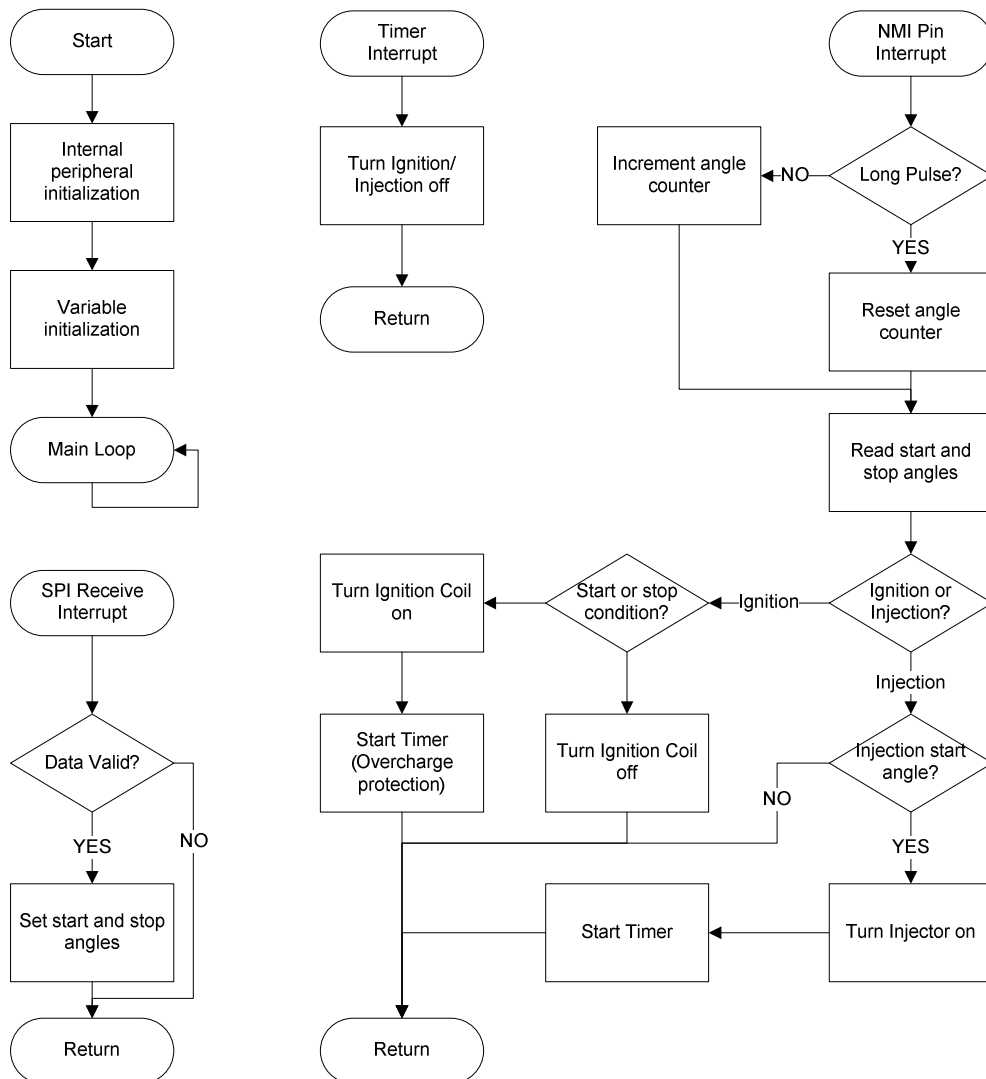 Start
Internal
peripheral
initialization
Variable
initialization
Main Loop
Timer
Interrupt
Turn Ignition/
Injection off
Return
NMI Pin
Interrupt
Long Pulse?
NO
Increment angle
counter
YES
Reset angle
counter
Read start and
stop angles
Ignition or
Injection?
Ignition
Start or stop
condition?
Turn Ignition Coil
on
Start Timer
(Overcharge
protection)
Turn Ignition Coil
off
Injection
Injection start
angle?
NO
YES
Turn Injector on
Start Timer
Return
SPI Receive
Interrupt
Data Valid?
YES
NO
Set start and stop
angles
Return